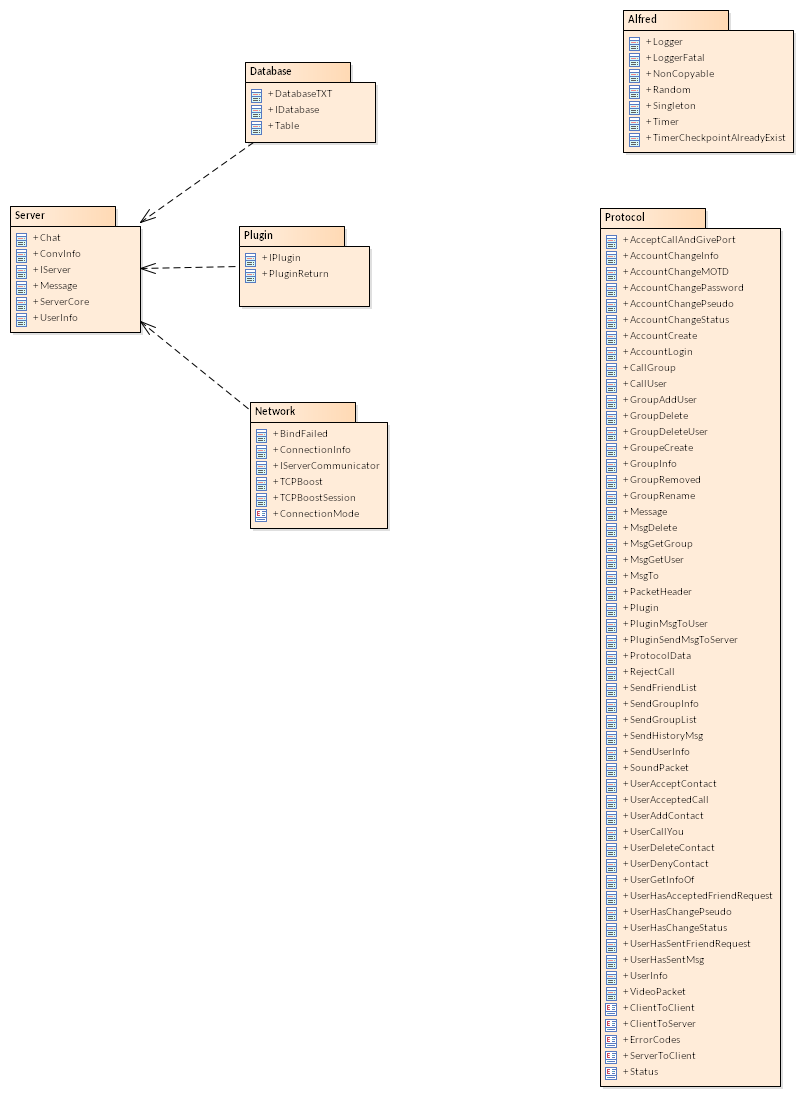 Alfred
+Logger
+LoggerFatal
+NonCopyable
+Random
+Singleton
+Timer
+TimerCheckpointAlreadyExist
Database
+DatabaseTXT
+IDatabase
+Table
Server
+Chat
+ConvInfo
+IServer
+Message
+ServerCore
+UserInfo
Plugin
+IPlugin
+PluginReturn
Network
+BindFailed
+ConnectionInfo
+IServerCommunicator
+TCPBoost
+TCPBoostSession
+ConnectionMode
Protocol
+AcceptCallAndGivePort
+AccountChangeInfo
+AccountChangeMOTD
+AccountChangePassword
+AccountChangePseudo
+AccountChangeStatus
+AccountCreate
+AccountLogin
+CallGroup
+CallUser
+GroupAddUser
+GroupDelete
+GroupDeleteUser
+GroupeCreate
+GroupInfo
+GroupRemoved
+GroupRename
+Message
+MsgDelete
+MsgGetGroup
+MsgGetUser
+MsgTo
+PacketHeader
+Plugin
+PluginMsgToUser
+PluginSendMsgToServer
+ProtocolData
+RejectCall
+SendFriendList
+SendGroupInfo
+SendGroupList
+SendHistoryMsg
+SendUserInfo
+SoundPacket
+UserAcceptContact
+UserAcceptedCall
+UserAddContact
+UserCallYou
+UserDeleteContact
+UserDenyContact
+UserGetInfoOf
+UserHasAcceptedFriendRequest
+UserHasChangePseudo
+UserHasChangeStatus
+UserHasSentFriendRequest
+UserHasSentMsg
+UserInfo
+VideoPacket
+ClientToClient
+ClientToServer
+ErrorCodes
+ServerToClient
+Status